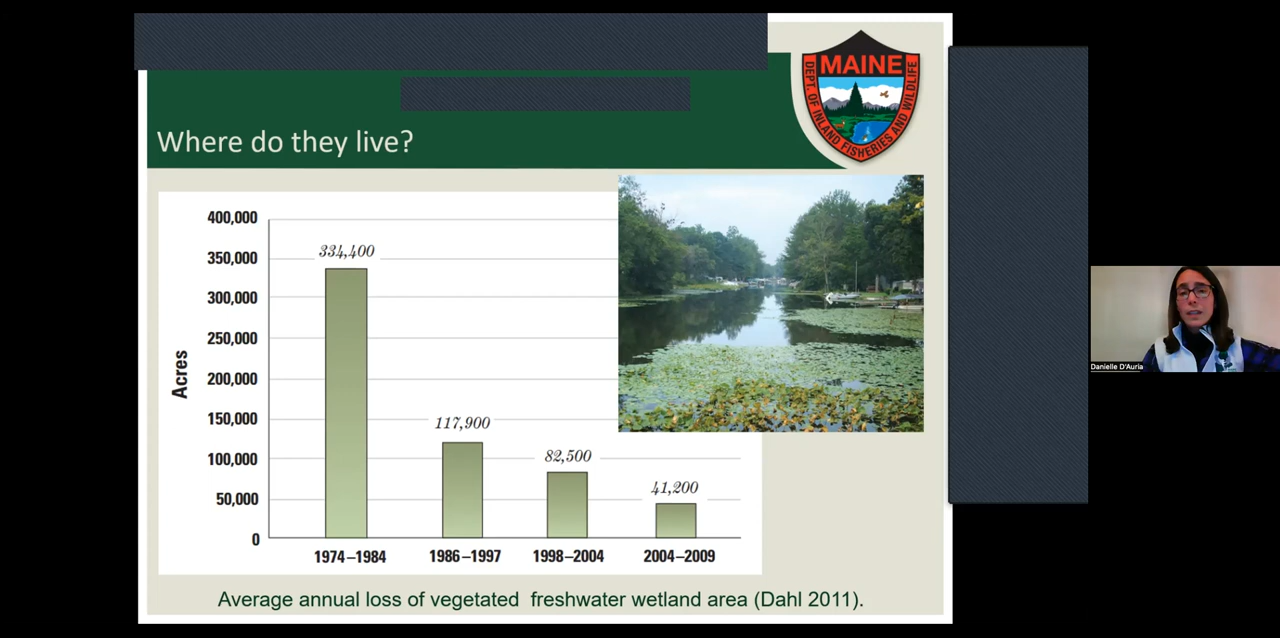 MAINE
DEPT. OF INLAND FISHERIES AND WILDLIFE
Where do they live?
400,000
350,000
300,000
250,000
200,000
150,000
100,000
50,000
0
Acres
334,400
117,900
82,500
41,200
1974–1984
1986–1997
1998–2004
2004–2009
Average annual loss of vegetated freshwater wetland area (Dahl 2011).
Danielle D'Auria